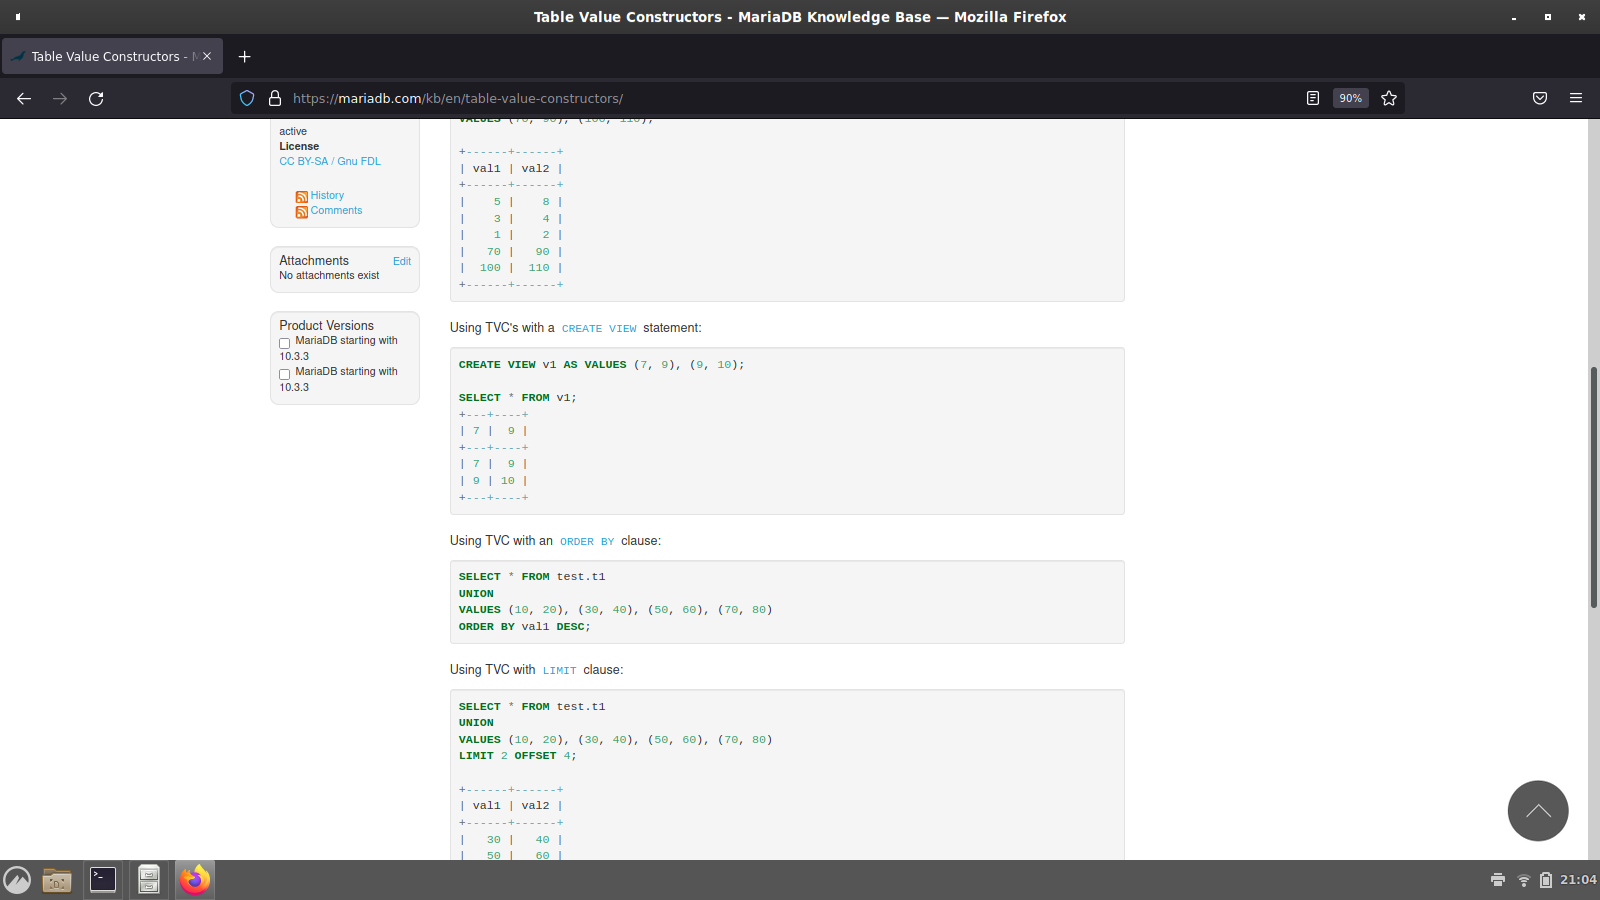 Table Value Constructors - MariaDB Knowledge Base — Mozilla Firefox
Table Value Constructors - M
https://mariadb.com/kb/en/table-value-constructors/
90%
active
License
CC BY-SA / Gnu FDL
History
Comments
Attachments Edit
No attachments exist
Product Versions
MariaDB starting with
10.3.3
MariaDB starting with
10.3.3
VALUES (70, 90), (100, 110);
+------+------+
| val1 | val2 |
+------+------+
|    5 |    8 |
|    3 |    4 |
|    1 |    2 |
|   70 |   90 |
|  100 |  110 |
+------+------+
Using TVC's with a CREATE VIEW statement:
CREATE VIEW v1 AS VALUES (7, 9), (9, 10);
SELECT * FROM v1;
+---+----+
| 7 |  9 |
+---+----+
| 7 |  9 |
| 9 | 10 |
+---+----+
Using TVC with an ORDER BY clause:
SELECT * FROM test.t1
UNION
VALUES (10, 20), (30, 40), (50, 60), (70, 80)
ORDER BY val1 DESC;
Using TVC with LIMIT clause:
SELECT * FROM test.t1
UNION
VALUES (10, 20), (30, 40), (50, 60), (70, 80)
LIMIT 2 OFFSET 4;
+------+------+
| val1 | val2 |
+------+------+
|   30 |   40 |
|   50 |   60 |
21:04